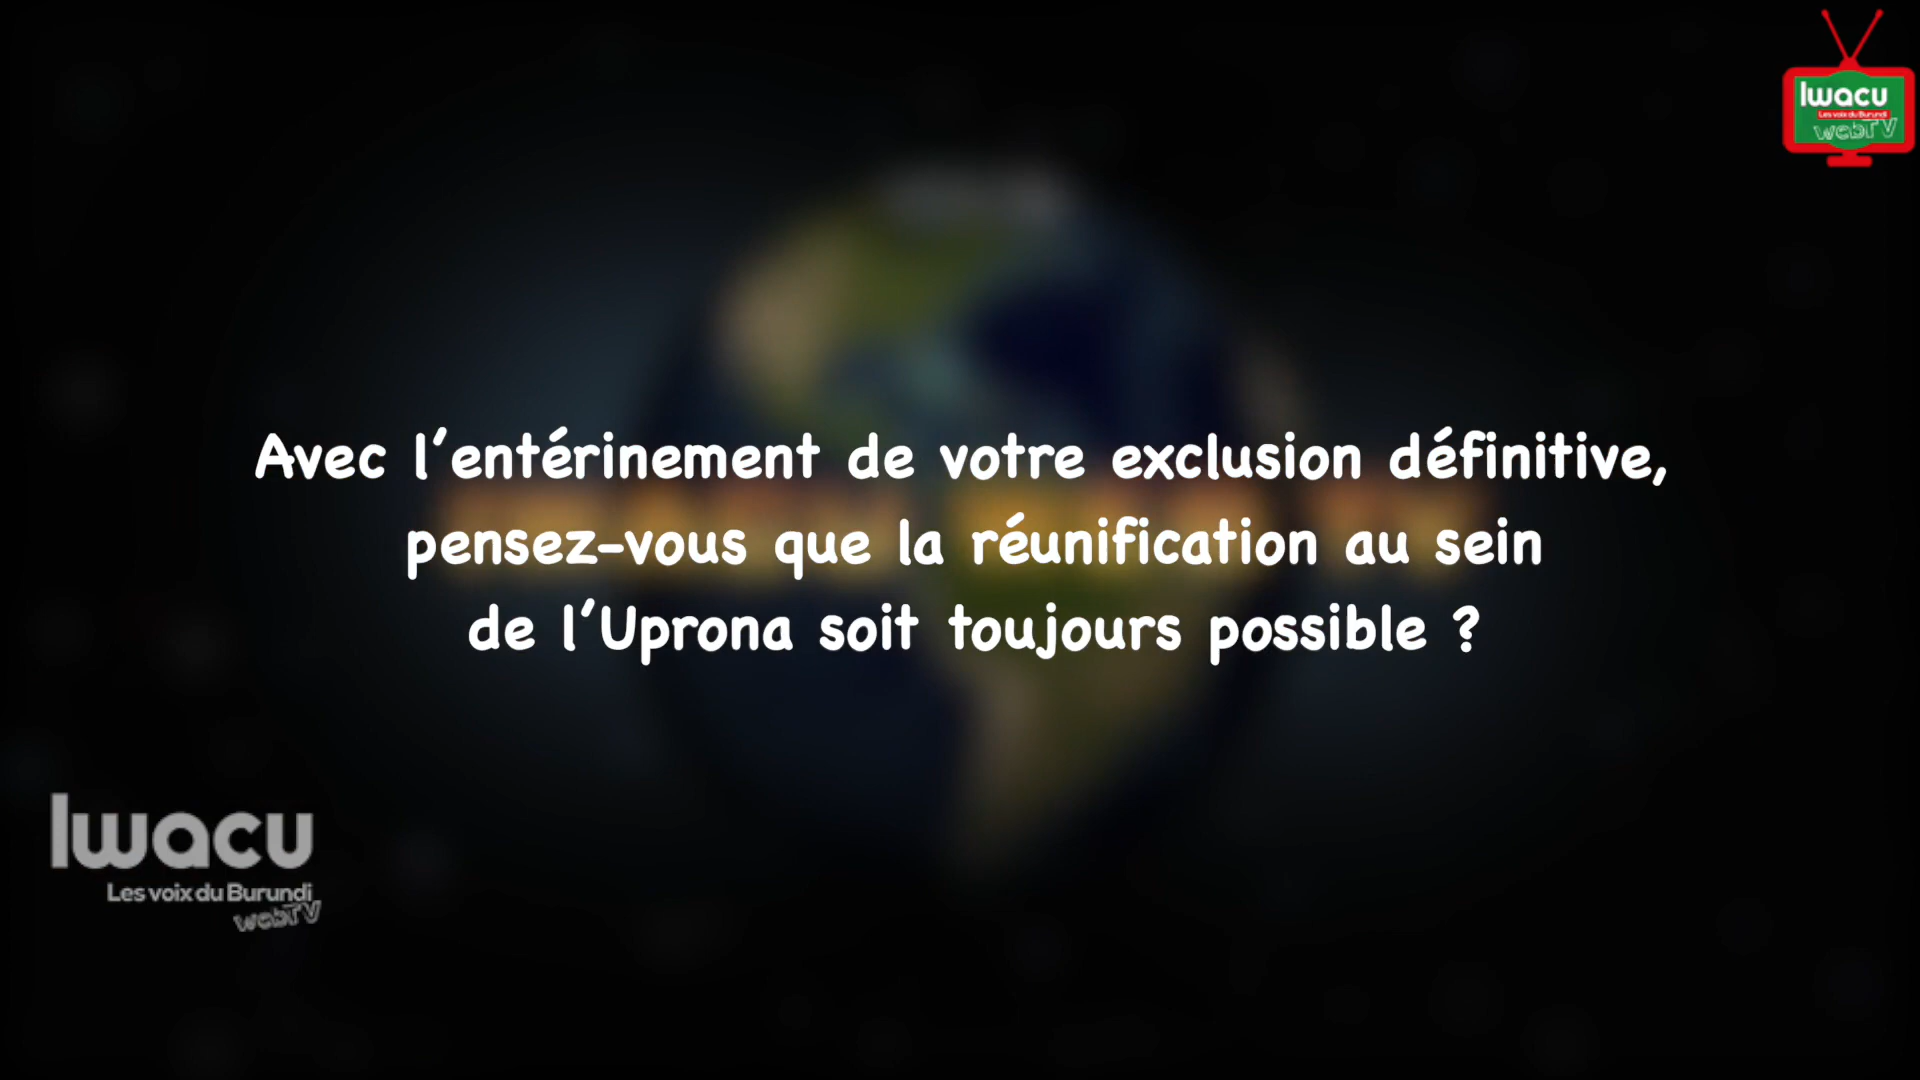 Iwacu
Les voix du Burundi
webTV
Avec l'entérinement de votre exclusion définitive,
pensez-vous que la réunification au sein
de l'Uprona soit toujours possible ?
Iwacu
Les voix du Burundi
webTV